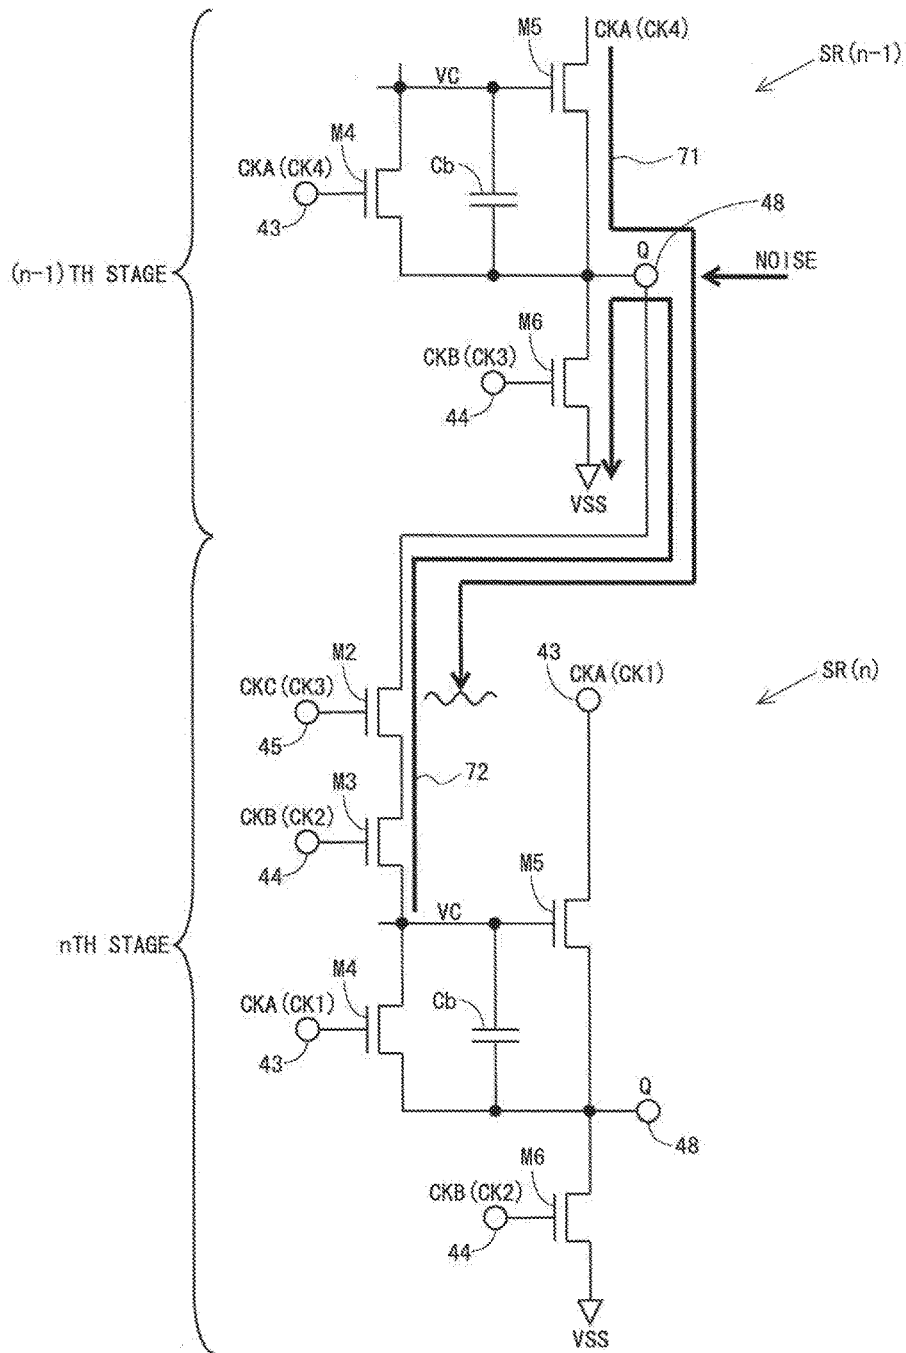 M5
CKA(CK4)
SR(n-1)
VC
M4
CKA(CK4)
43
Cb
71
48
Q
NOISE
(n-1)TH STAGE
M6
CKB(CK3)
44
VSS
M2
CKC(CK3)
45
43
CKA(CK1)
SR(n)
M3
72
CKB(CK2)
44
M5
VC
nTH STAGE
M4
CKA(CK1)
43
Cb
Q
48
M6
CKB(CK2)
44
VSS